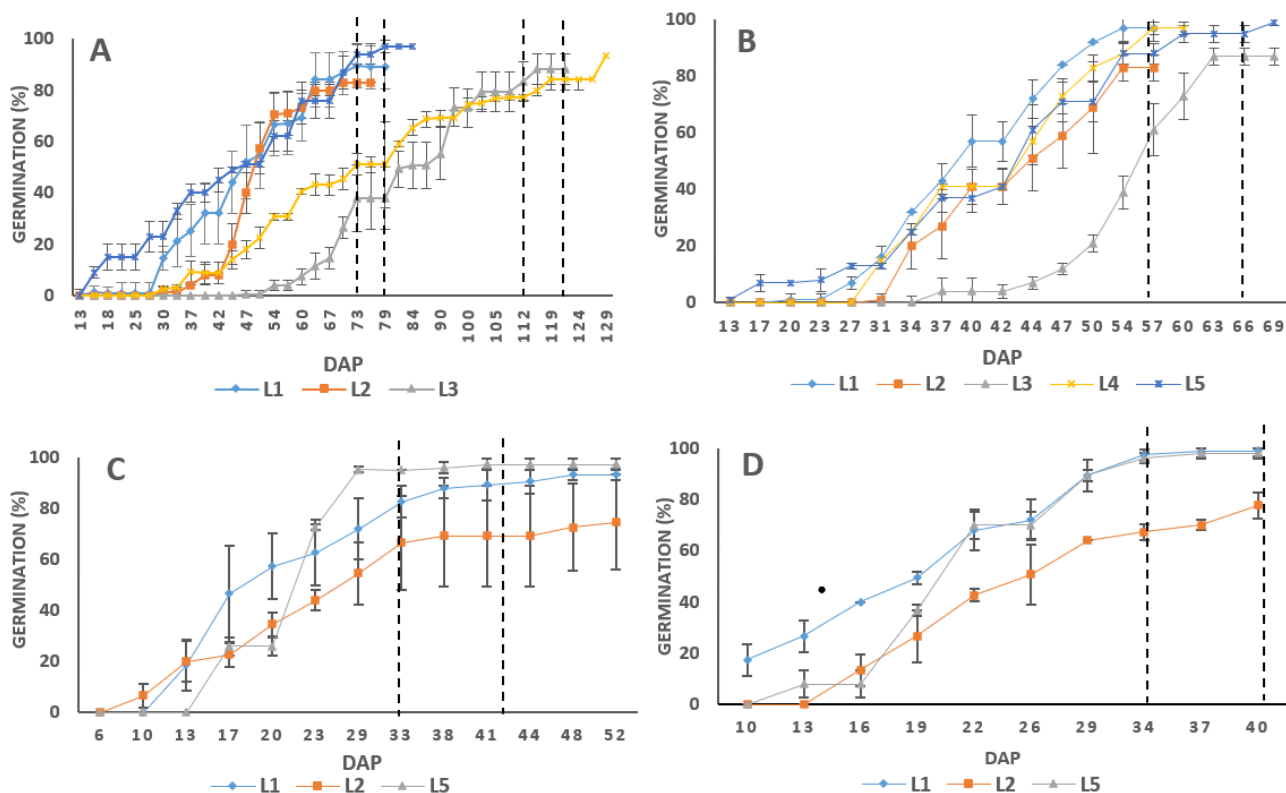 A
GERMINATION (%)
100
80
60
40
20
0
13 18 25 30 37 42 47 54 60 67 73 79 84 90 100 105 112 119 124 129
DAP
L1 L2 L3
B
GERMINATION (%)
100
80
60
40
20
0
13 17 20 23 27 31 34 37 40 42 44 47 50 54 57 60 63 66 69
DAP
L1 L2 L3 L4 L5
C
GERMINATION (%)
100
80
60
40
20
0
6 10 13 17 20 23 29 33 38 41 44 48 52
DAP
L1 L2 L5
D
GERMINATION (%)
100
80
60
40
20
0
10 13 16 19 22 26 29 34 37 40
DAP
L1 L2 L5